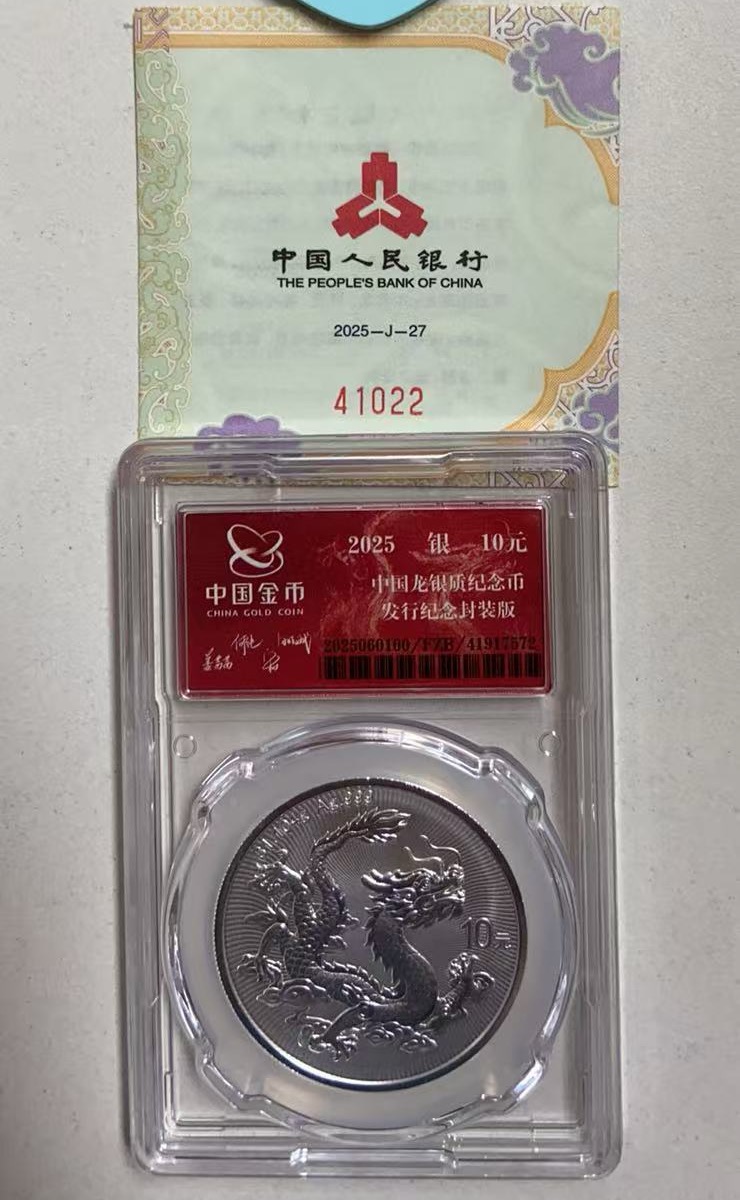 中国人民银行
THE PEOPLE'S BANK OF CHINA
2025—J—27
41022
中国金币
CHINA GOLD COIN
2025 银 10元
中国龙银质纪念币
发行纪念封装版
2025060100/FZB/41917572
Ag.999
10元